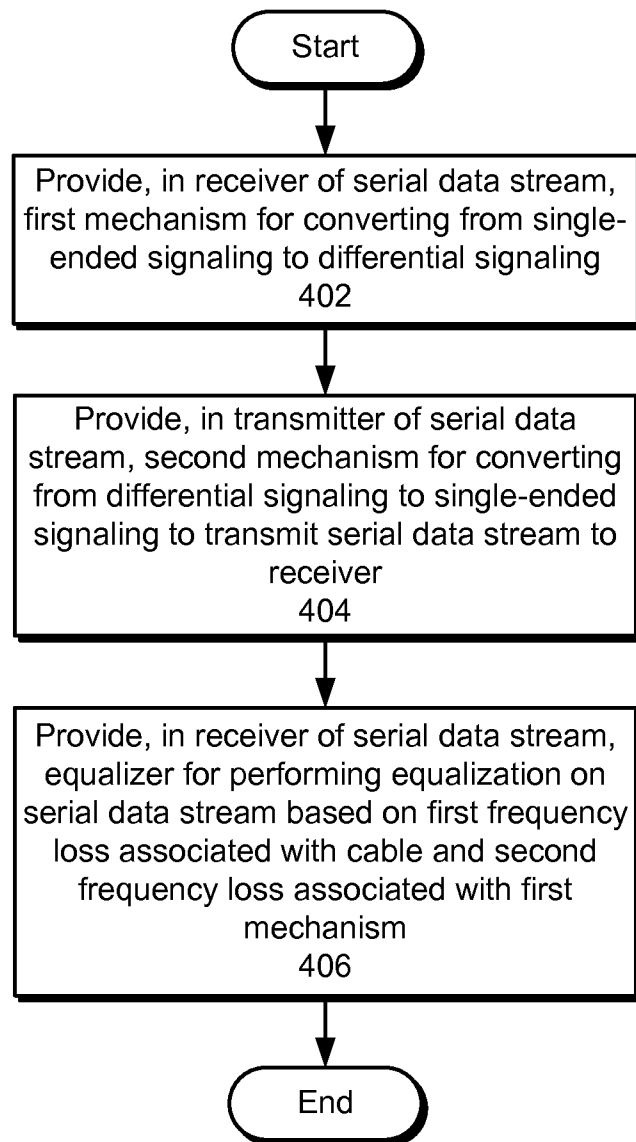 Start
Provide, in receiver of serial data stream,
first mechanism for converting from single-
ended signaling to differential signaling
402
Provide, in transmitter of serial data
stream, second mechanism for converting
from differential signaling to single-ended
signaling to transmit serial data stream to
receiver
404
Provide, in receiver of serial data stream,
equalizer for performing equalization on
serial data stream based on first frequency
loss associated with cable and second
frequency loss associated with first
mechanism
406
End